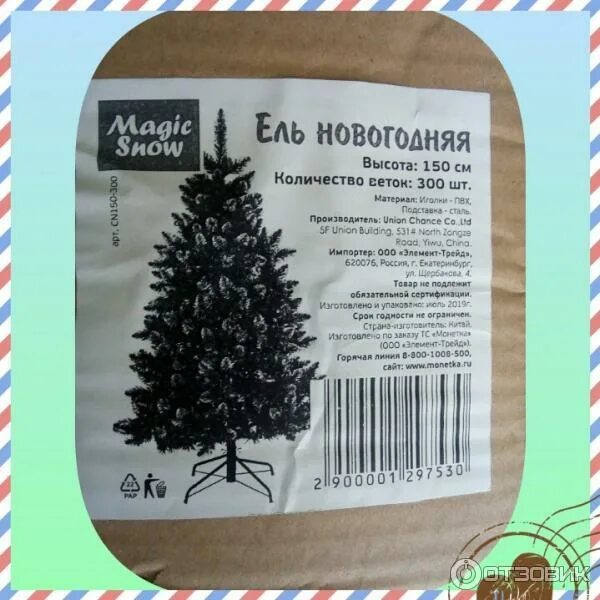 Magic
Snow
арт. CN150-300
Ель новогодняя
Высота: 150 см
Количество веток: 300 шт.
Материал: Иголки - ПВХ,
Подставка - сталь.
Производитель: Union Chance Co.,Ltd
5F Union Building, 531# North Zongze
Road, Yiwu, China.
Импортер: ООО «Элемент-Трейд»,
620076, Россия, г. Екатеринбург,
ул. Щербакова, 4.
Товар не подлежит
обязательной сертификации.
Изготовлено и упаковано: июль 2019г.
Срок годности не ограничен.
Страна-изготовитель: Китай.
Изготовлено по заказу ТС «Монетка»
(ООО «Элемент-Трейд»).
Горячая линия 8-800-1008-500,
сайт: www.monetka.ru
22
PAP
2 900001 297530
ОТЗОВИК